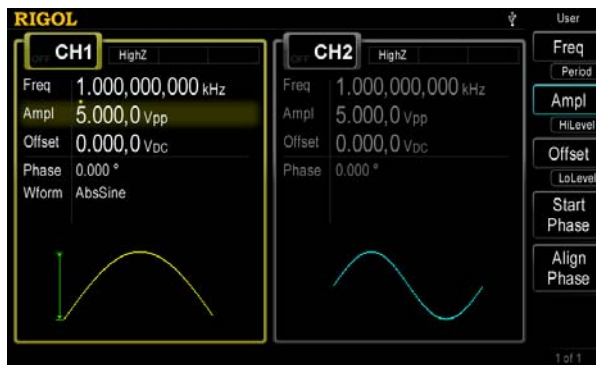 RIGOL
User
OFF CH1 HighZ
Freq 1.000,000,000 kHz
Ampl 5.000,0 Vpp
Offset 0.000,0 VDC
Phase 0.000 °
Wform AbsSine
OFF CH2 HighZ
Freq 1.000,000,000 kHz
Ampl 5.000,0 Vpp
Offset 0.000,0 VDC
Phase 0.000 °
Freq
Period
Ampl
HiLevel
Offset
LoLevel
Start
Phase
Align
Phase
1 of 1